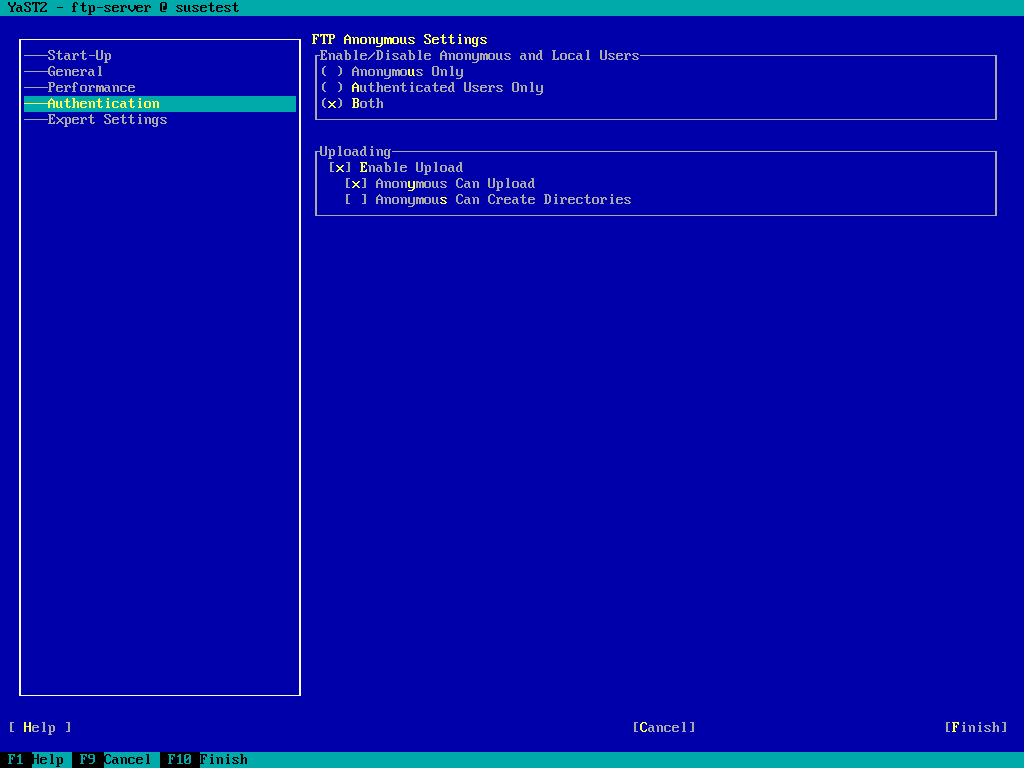 YaST2 - ftp-server @ susetest
FTP Anonymous Settings
Start-Up
General
Performance
Authentication
Expert Settings
Enable/Disable Anonymous and Local Users
( ) Anonymous Only
( ) Authenticated Users Only
(x) Both
Uploading
[x] Enable Upload
[x] Anonymous Can Upload
[ ] Anonymous Can Create Directories
[ Help ] [Cancel] [Finish]
F1 Help F9 Cancel F10 Finish